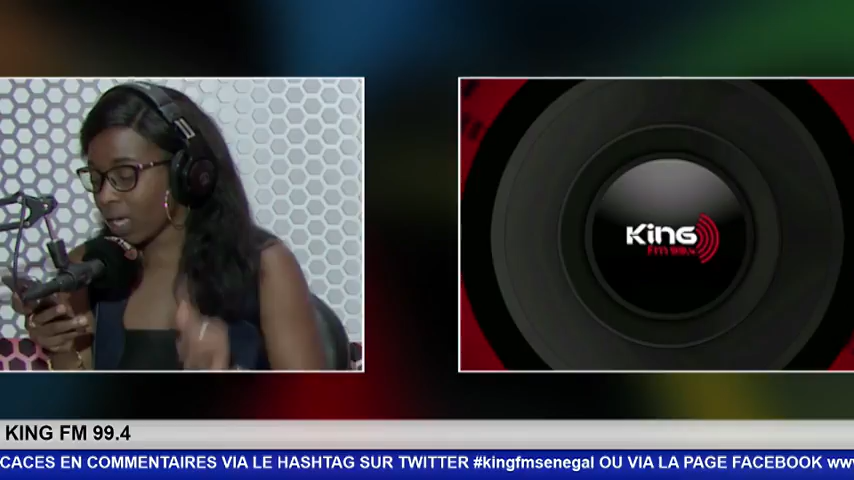 King
Fm 99.4
KING FM 99.4
CACES EN COMMENTAIRES VIA LE HASHTAG SUR TWITTER #kingfmsenegal OU VIA LA PAGE FACEBOOK www